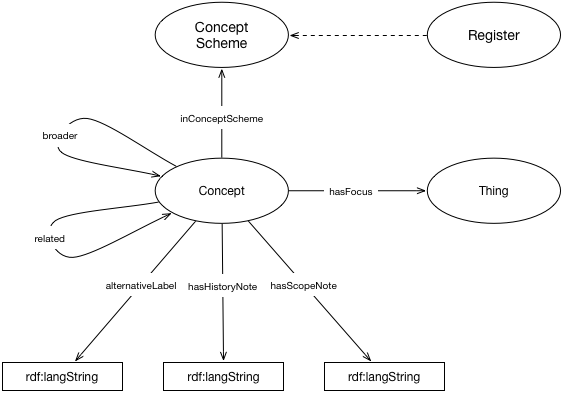 Concept
Scheme
Register
inConceptScheme
broader
Concept
hasFocus
Thing
related
alternativeLabel
hasHistoryNote
hasScopeNote
rdf:langString
rdf:langString
rdf:langString